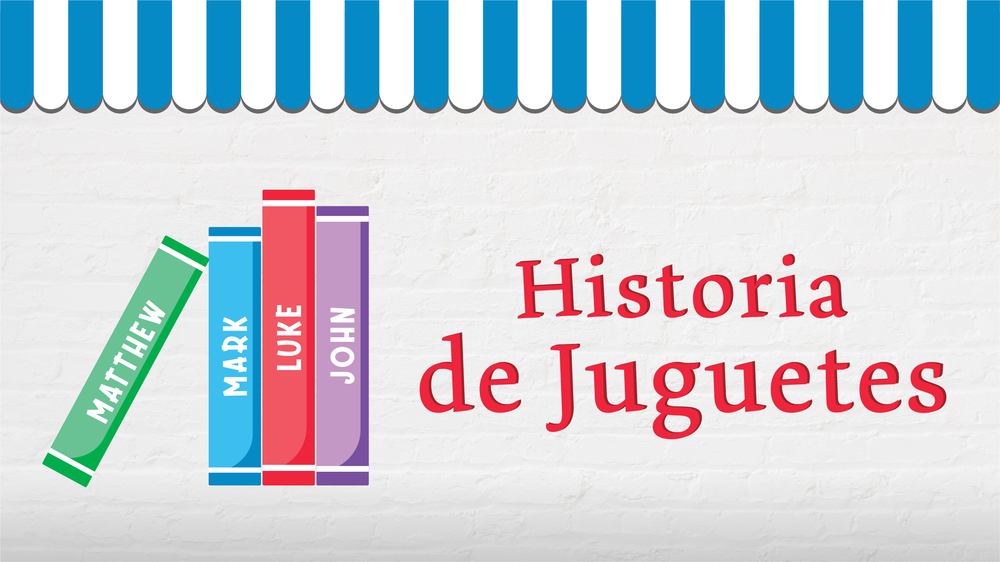 MATTHEW
MARK
LUKE
JOHN
Historia
de Juguetes